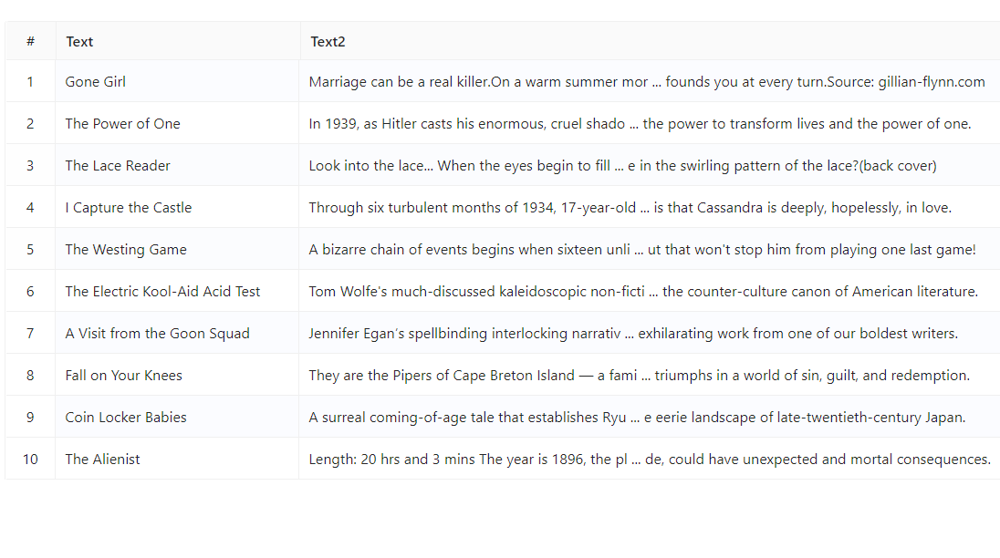 # Text Text2
1 Gone Girl Marriage can be a real killer.On a warm summer mor ... founds you at every turn.Source: gillian-flynn.com
2 The Power of One In 1939, as Hitler casts his enormous, cruel shado ... the power to transform lives and the power of one.
3 The Lace Reader Look into the lace... When the eyes begin to fill ... e in the swirling pattern of the lace?(back cover)
4 I Capture the Castle Through six turbulent months of 1934, 17-year-old ... is that Cassandra is deeply, hopelessly, in love.
5 The Westing Game A bizarre chain of events begins when sixteen unli ... ut that won't stop him from playing one last game!
6 The Electric Kool-Aid Acid Test Tom Wolfe's much-discussed kaleidoscopic non-ficti ... the counter-culture canon of American literature.
7 A Visit from the Goon Squad Jennifer Egan’s spellbinding interlocking narrativ ... exhilarating work from one of our boldest writers.
8 Fall on Your Knees They are the Pipers of Cape Breton Island — a fami ... triumphs in a world of sin, guilt, and redemption.
9 Coin Locker Babies A surreal coming-of-age tale that establishes Ryu ... e eerie landscape of late-twentieth-century Japan.
10 The Alienist Length: 20 hrs and 3 mins The year is 1896, the pl ... de, could have unexpected and mortal consequences.